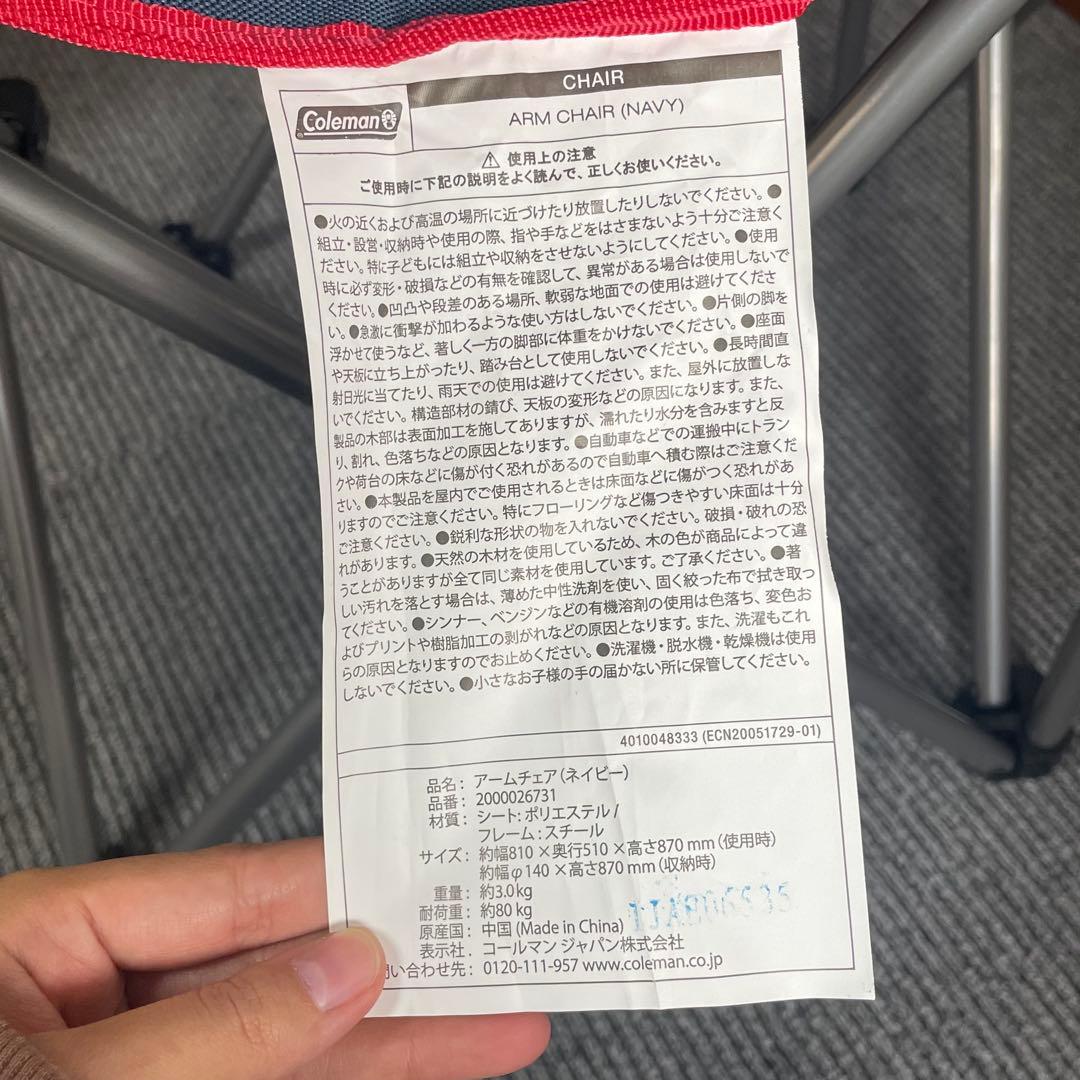 CHAIR
Coleman
ARM CHAIR (NAVY)
⚠ 使用上の注意
ご使用時に下記の説明をよく読んで、正しくお使いください。
●火の近くおよび高温の場所に近づけたり放置したりしないでください。●
組立・設営・収納時や使用の際、指や手などをはさまないよう十分ご注意く
ださい。特に子どもには組立や収納をさせないようにしてください。●使用
時に必ず変形・破損などの有無を確認して、異常がある場合は使用しないで
ください。●凹凸や段差のある場所、軟弱な地面での使用は避けてくださ
い。●急激に衝撃が加わるような使い方はしないでください。●片側の脚を
浮かせて使うなど、著しく一方の脚部に体重をかけないでください。●座面
や天板に立ち上がったり、踏み台として使用しないでください。●長時間直
射日光に当てたり、雨天での使用は避けてください。また、屋外に放置しな
いでください。構造部材の錆び、天板の変形などの原因になります。また、
製品の木部は表面加工を施してありますが、濡れたり水分を含みますと反
り、割れ、色落ちなどの原因となります。●自動車などでの運搬中にトラン
クや荷台の床などに傷が付く恐れがあるので自動車へ積む際はご注意くだ
さい。●本製品を屋内でご使用されるときは床面などに傷がつく恐れがあ
りますのでご注意ください。特にフローリングなど傷つきやすい床面は十分
ご注意ください。●鋭利な形状の物を入れないでください。破損・破れの恐
れがあります。●天然の木材を使用しているため、木の色が商品によって違
うことがありますが全て同じ素材を使用しています。ご了承ください。●著
しい汚れを落とす場合は、薄めた中性洗剤を使い、固く絞った布で拭き取っ
てください。●シンナー、ベンジンなどの有機溶剤の使用は色落ち、変色お
よびプリントや樹脂加工の剥がれなどの原因となります。また、洗濯もこれ
らの原因となりますのでお止めください。●洗濯機・脱水機・乾燥機は使用
しないでください。●小さなお子様の手の届かない所に保管してください。
4010048333 (ECN20051729-01)
品名： アームチェア（ネイビー）
品番： 2000026731
材質： シート：ポリエステル /
フレーム：スチール
サイズ： 約幅810 × 奥行510 × 高さ870 mm（使用時）
約幅φ140 × 高さ870 mm（収納時）
重量： 約3.0 kg
耐荷重： 約80 kg
原産国： 中国 (Made in China)
表示社： コールマン ジャパン株式会社
問い合わせ先： 0120-111-957 www.coleman.co.jp